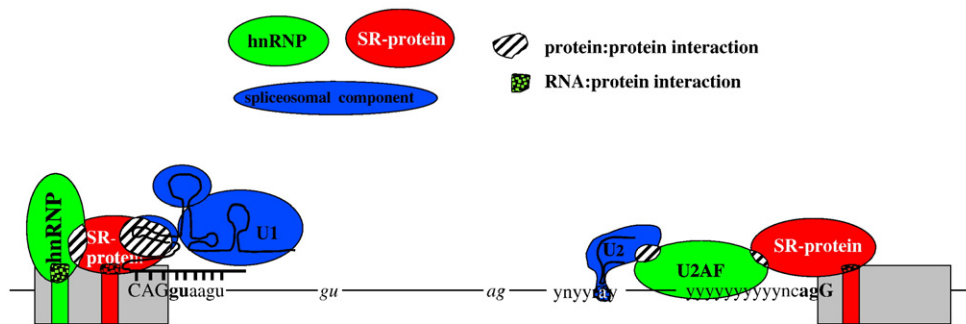 hnRNP
SR-protein
protein:protein interaction
RNA:protein interaction
spliceosomal component
hnRNP
SR-
protein
U1
U2
U2AF
SR-protein
CAGguaagu gu ag ynyyray yyyyyyyyyyncagG